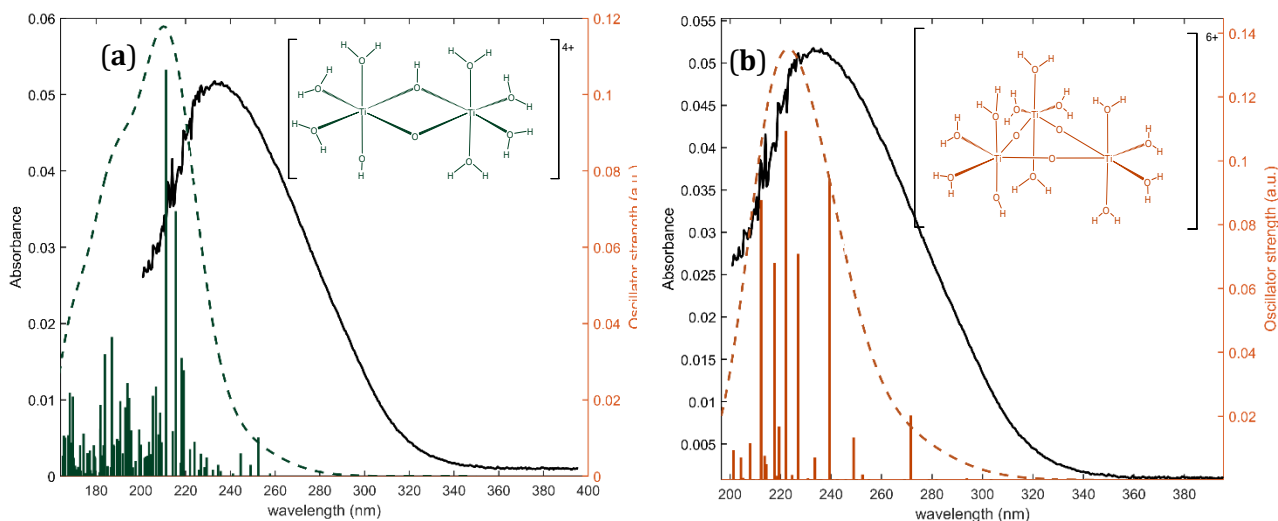 0.06
0.05
0.04
0.03
0.02
0.01
0
Absorbance
(a)
4+
H H H H H
O O
H H
O O O
H H
Ti Ti
H H
O O O
H H
O O
H H H
0.12
0.10
0.08
0.06
0.04
0.02
0
Oscillator strength (a.u.)
180 200 220 240 260 280 300 320 340 360 380 400
wavelength (nm)
0.055
0.05
0.045
0.04
0.035
0.03
0.025
0.02
0.015
0.01
0.005
Absorbance
(b)
6+
0.14
0.12
0.1
0.08
0.06
0.04
0.02
Oscillator strength (a.u.)
200 220 240 260 280 300 320 340 360 380
wavelength (nm)